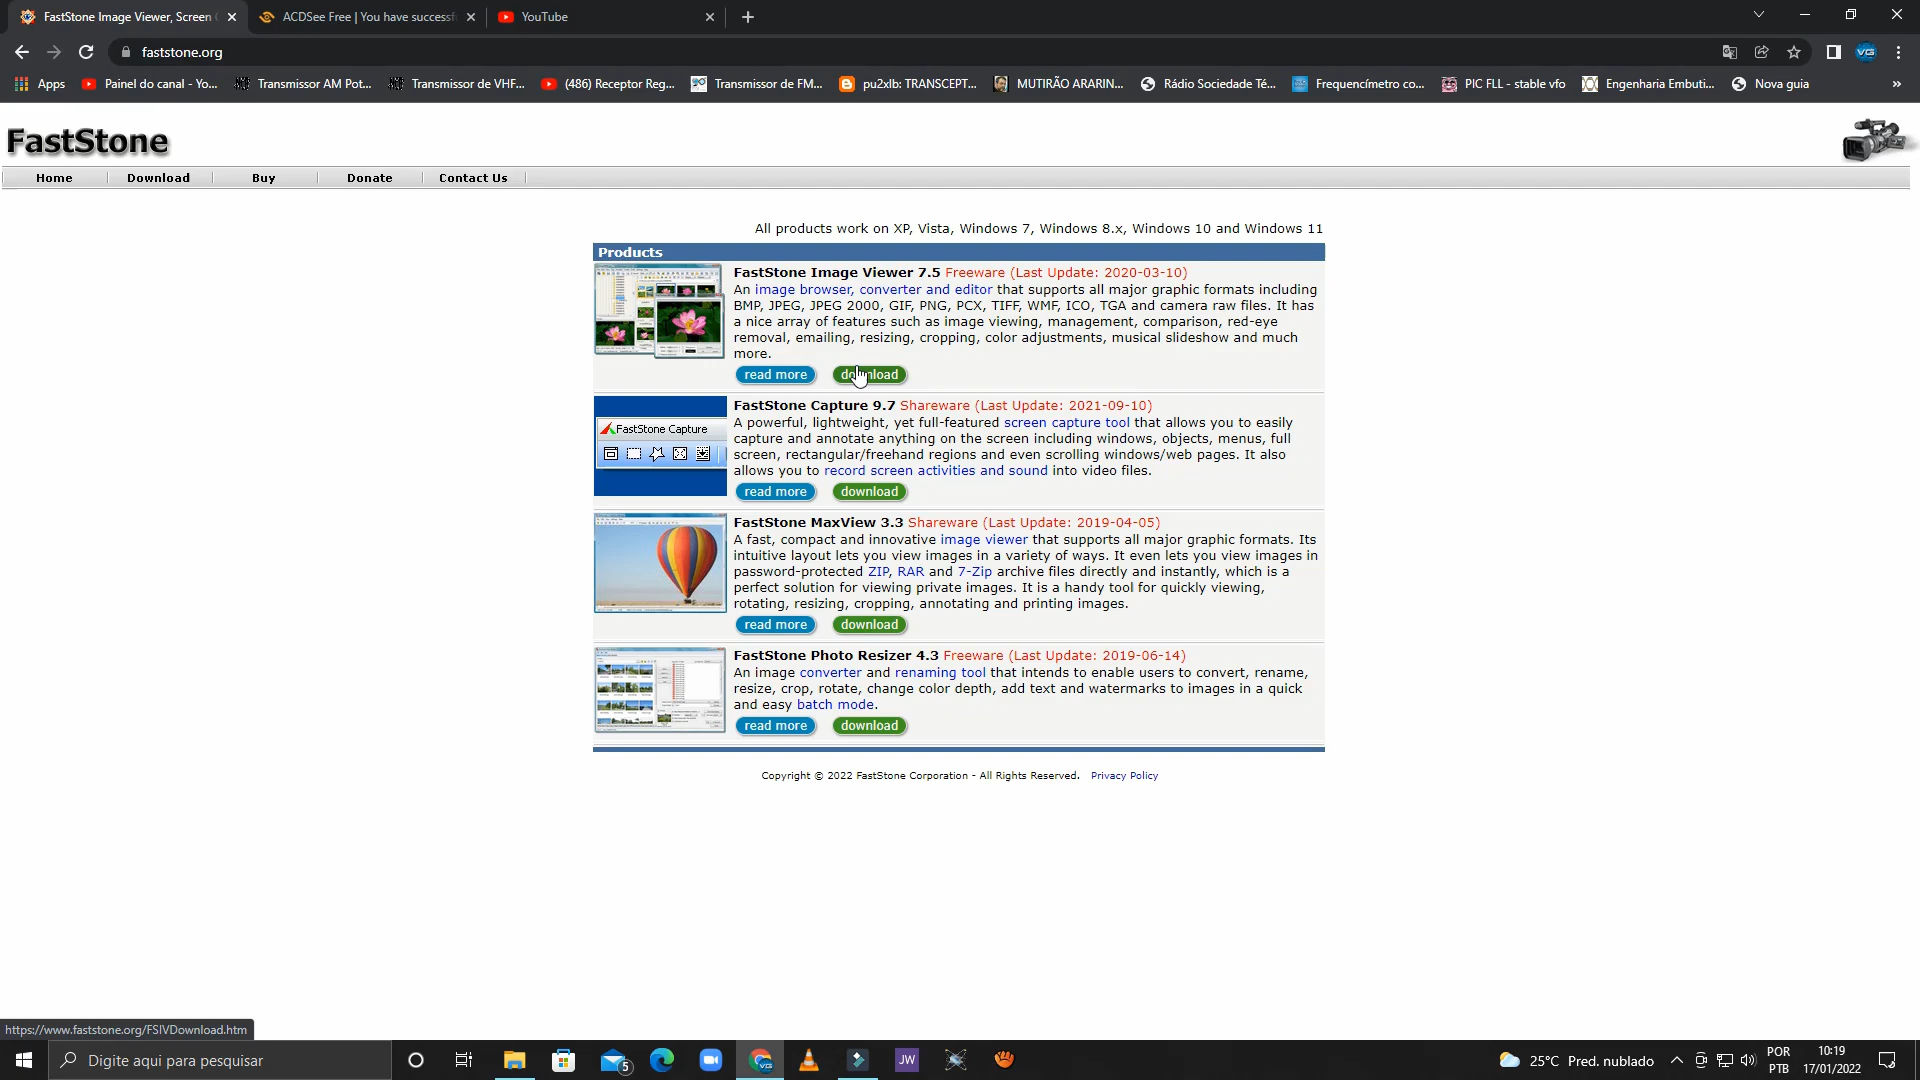 FastStone Image Viewer, Screen
ACDSee Free | You have successf
YouTube
faststone.org
Apps
Painel do canal - Yo...
Transmissor AM Pot...
Transmissor de VHF...
(486) Receptor Reg...
Transmissor de FM...
pu2xlb: TRANSCEPT...
MUTIRÃO ARARIN...
Rádio Sociedade Té...
Frequencímetro co...
PIC FLL - stable vfo
Engenharia Embuti...
Nova guia
»
FastStone
Home
Download
Buy
Donate
Contact Us
All products work on XP, Vista, Windows 7, Windows 8.x, Windows 10 and Windows 11
Products
FastStone Image Viewer 7.5 Freeware (Last Update: 2020-03-10)
An image browser, converter and editor that supports all major graphic formats including
BMP, JPEG, JPEG 2000, GIF, PNG, PCX, TIFF, WMF, ICO, TGA and camera raw files. It has
a nice array of features such as image viewing, management, comparison, red-eye
removal, emailing, resizing, cropping, color adjustments, musical slideshow and much
more.
read more download
FastStone Capture
FastStone Capture 9.7 Shareware (Last Update: 2021-09-10)
A powerful, lightweight, yet full-featured screen capture tool that allows you to easily
capture and annotate anything on the screen including windows, objects, menus, full
screen, rectangular/freehand regions and even scrolling windows/web pages. It also
allows you to record screen activities and sound into video files.
read more download
FastStone MaxView 3.3 Shareware (Last Update: 2019-04-05)
A fast, compact and innovative image viewer that supports all major graphic formats. Its
intuitive layout lets you view images in a variety of ways. It even lets you view images in
password-protected ZIP, RAR and 7-Zip archive files directly and instantly, which is a
perfect solution for viewing private images. It is a handy tool for quickly viewing,
rotating, resizing, cropping, annotating and printing images.
read more download
FastStone Photo Resizer 4.3 Freeware (Last Update: 2019-06-14)
An image converter and renaming tool that intends to enable users to convert, rename,
resize, crop, rotate, change color depth, add text and watermarks to images in a quick
and easy batch mode.
read more download
Copyright © 2022 FastStone Corporation - All Rights Reserved. Privacy Policy
https://www.faststone.org/FSIVDownload.htm
Digite aqui para pesquisar
5
VG
JW
25°C Pred. nublado
POR
PTB
10:19
17/01/2022